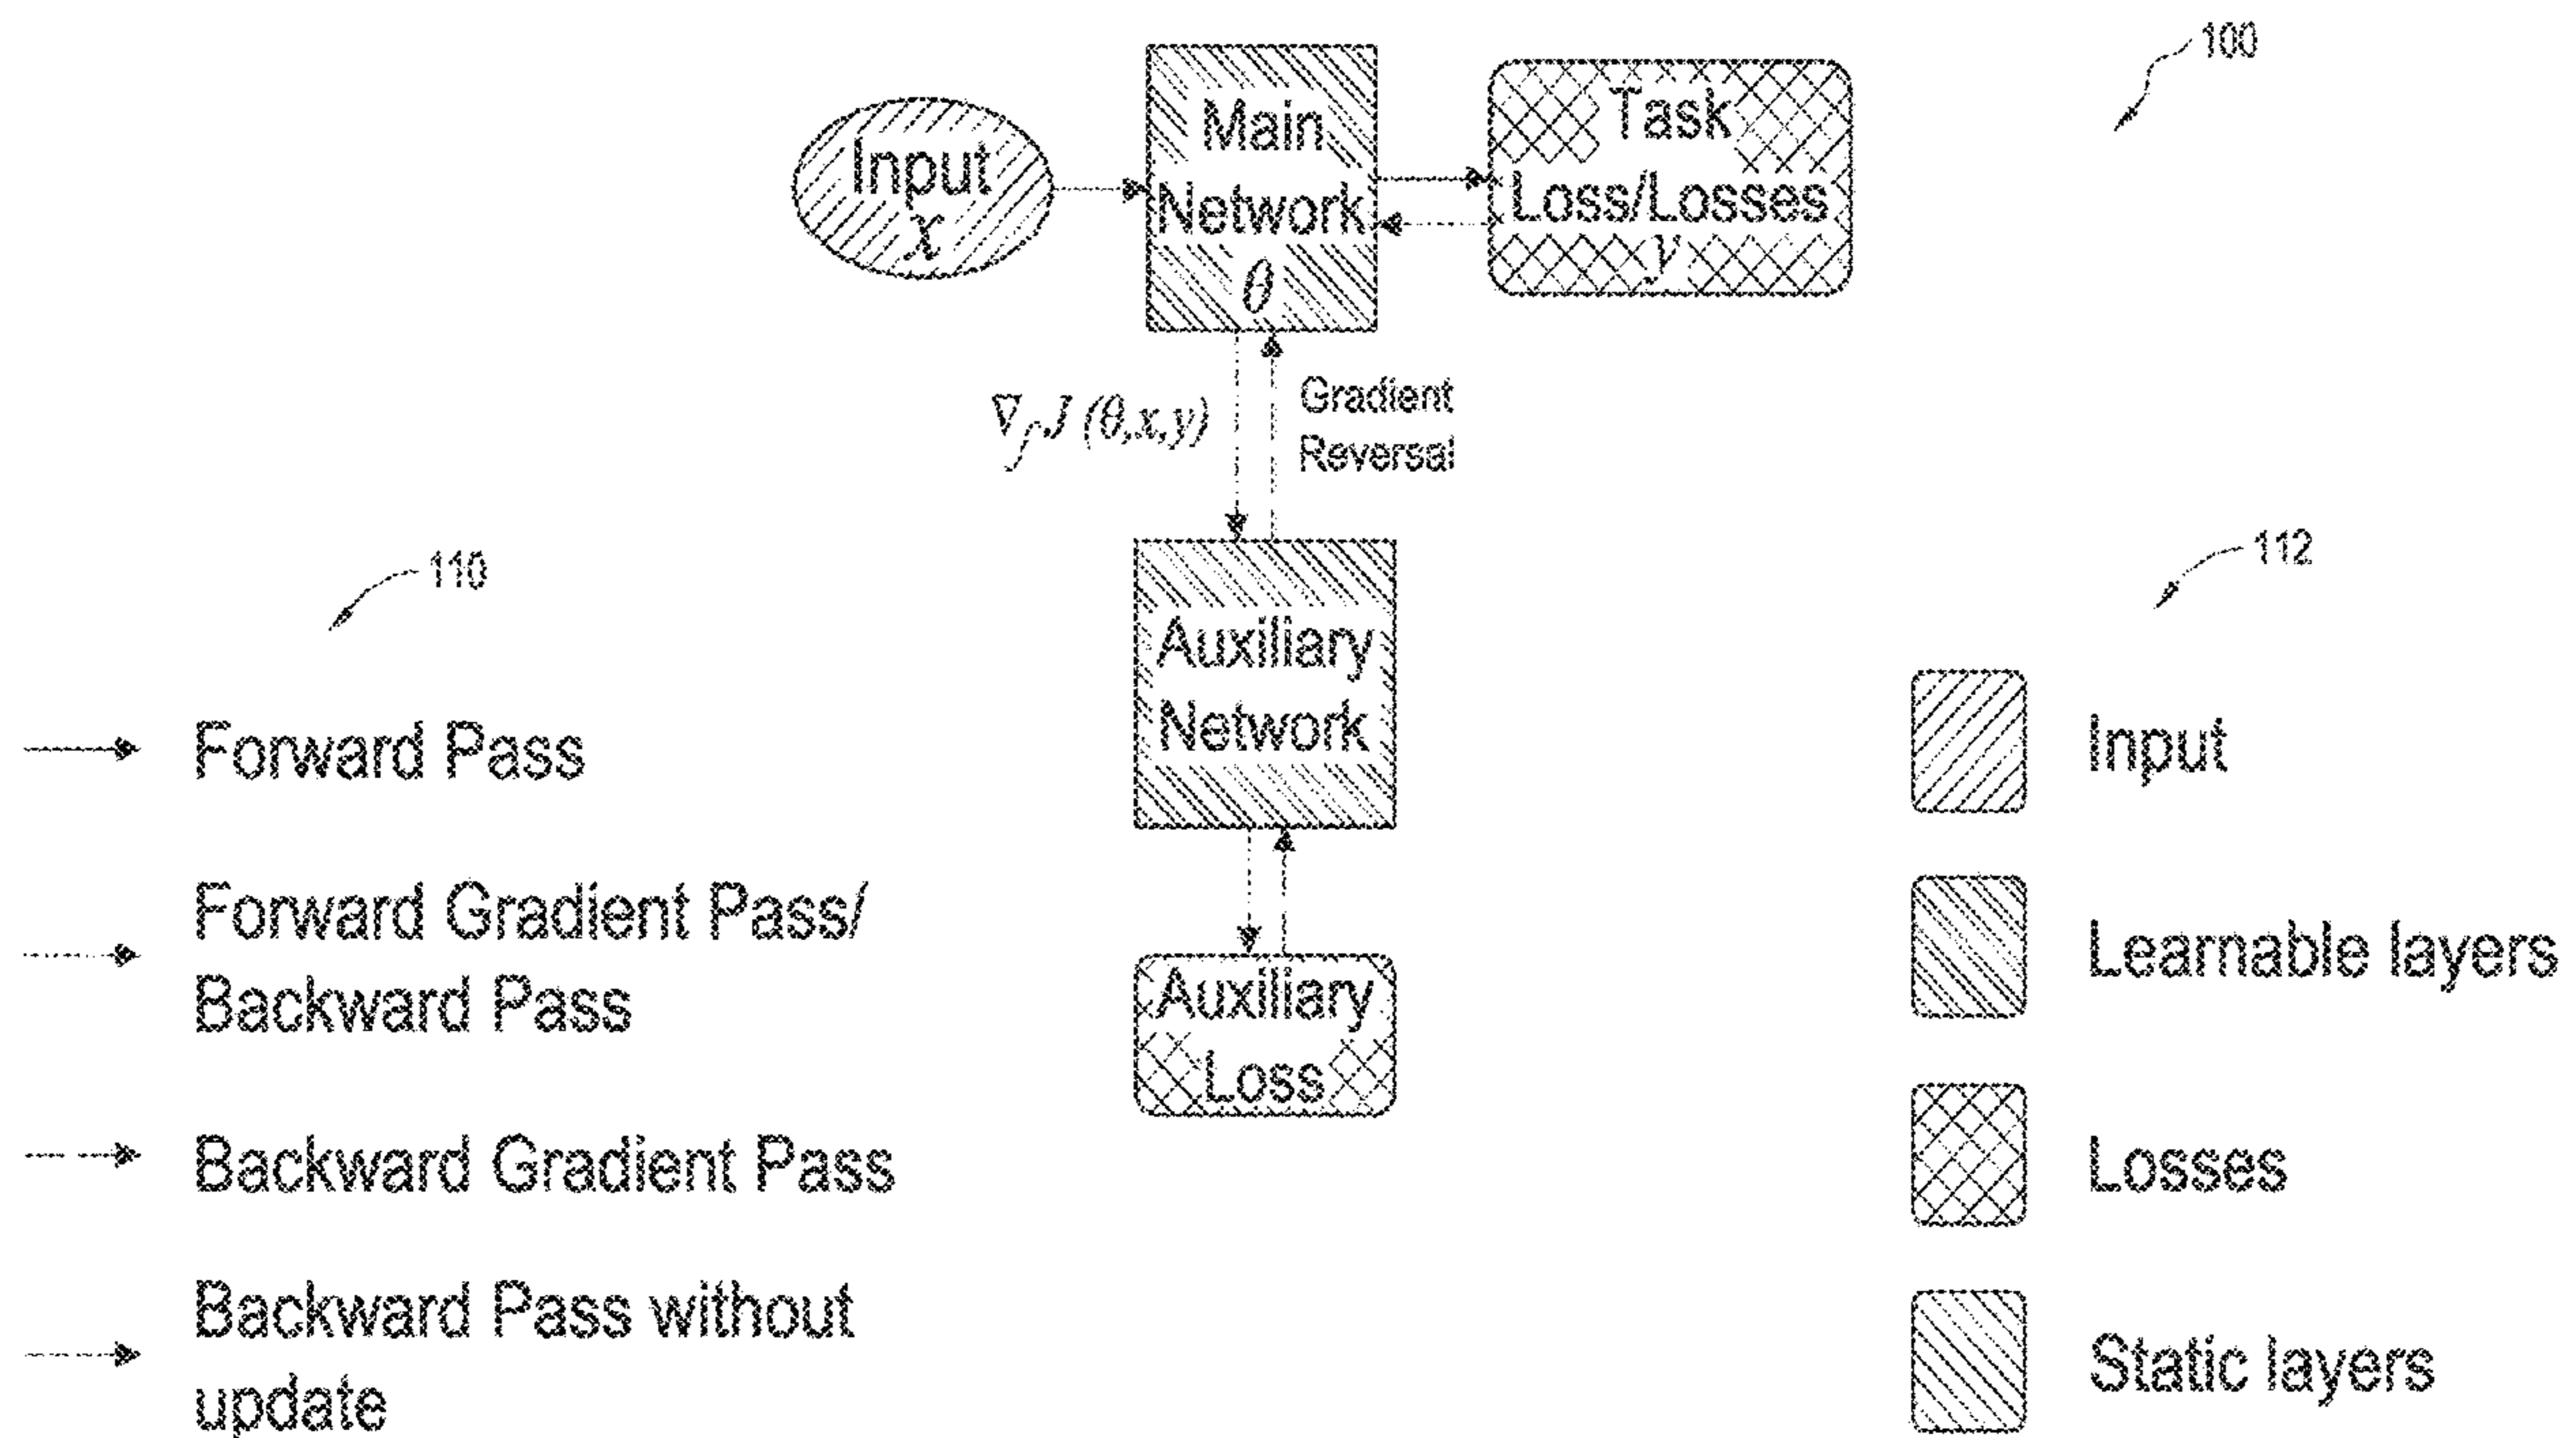 100
Input
x
Main
Network
θ
Task
Loss/Losses
y
∇f J (θ,x,y)
Gradient
Reversal
110
112
Auxiliary
Network
Auxiliary
Loss
Forward Pass
Forward Gradient Pass/
Backward Pass
Backward Gradient Pass
Backward Pass without
update
Input
Learnable layers
Losses
Static layers